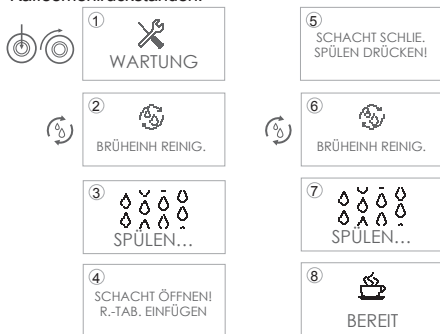 Kaffeemehlrückständen.
1
WARTUNG
2
BRÜHEINH REINIG.
3
SPÜLEN...
4
SCHACHT ÖFFNEN!
R.-TAB. EINFÜGEN
5
SCHACHT SCHLIE.
SPÜLEN DRÜCKEN!
6
BRÜHEINH REINIG.
7
SPÜLEN...
8
BEREIT